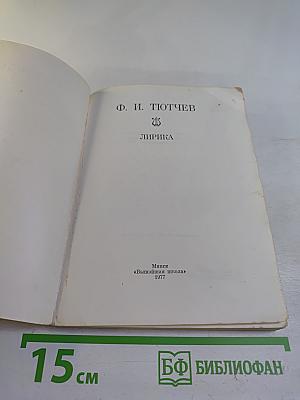 Ф. И. ТЮТЧЕВ
ЛИРИКА
Минск
«Вышэйшая школа»
1977
15 см
БФ БИБЛИОФАН